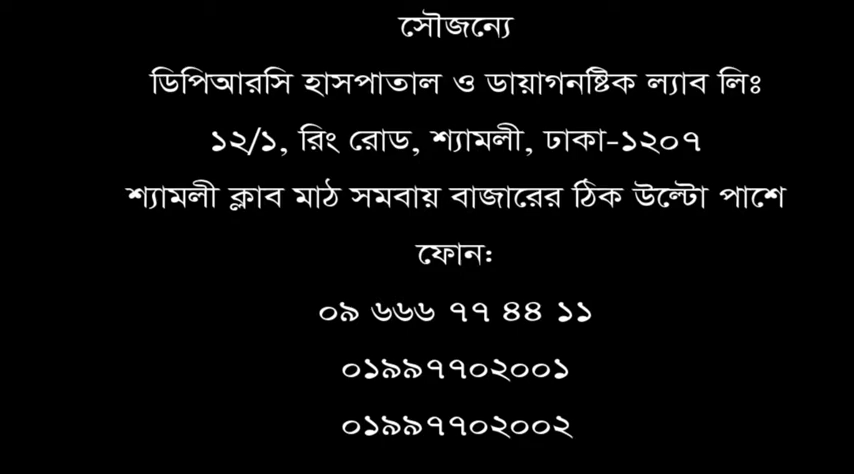 সৌজন্যে
ডিপিআরসি হাসপাতাল ও ডায়াগনষ্টিক ল্যাব লিঃ
১২/১, রিং রোড, শ্যামলী, ঢাকা-১২০৭
শ্যামলী ক্লাব মাঠ সমবায় বাজারের ঠিক উল্টো পাশে
ফোন:
০৯ ৬৬৬ ৭৭ ৪৪ ১১
০১৯৯৭৭০২০০১
০১৯৯৭৭০২০০২